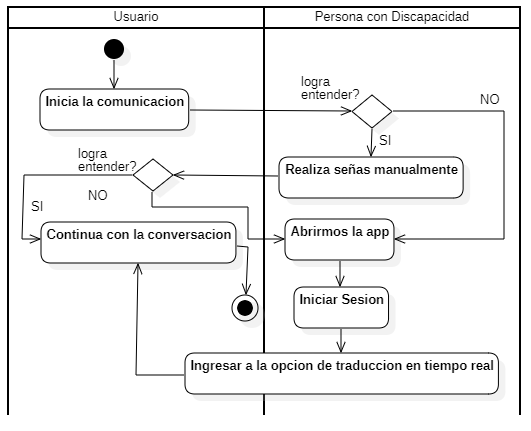 Usuario
Persona con Discapacidad
Inicia la comunicacion
logra
entender?
NO
SI
Realiza señas manualmente
logra
entender?
NO
SI
Continua con la conversacion
Abrirmos la app
Iniciar Sesion
Ingresar a la opcion de traduccion en tiempo real